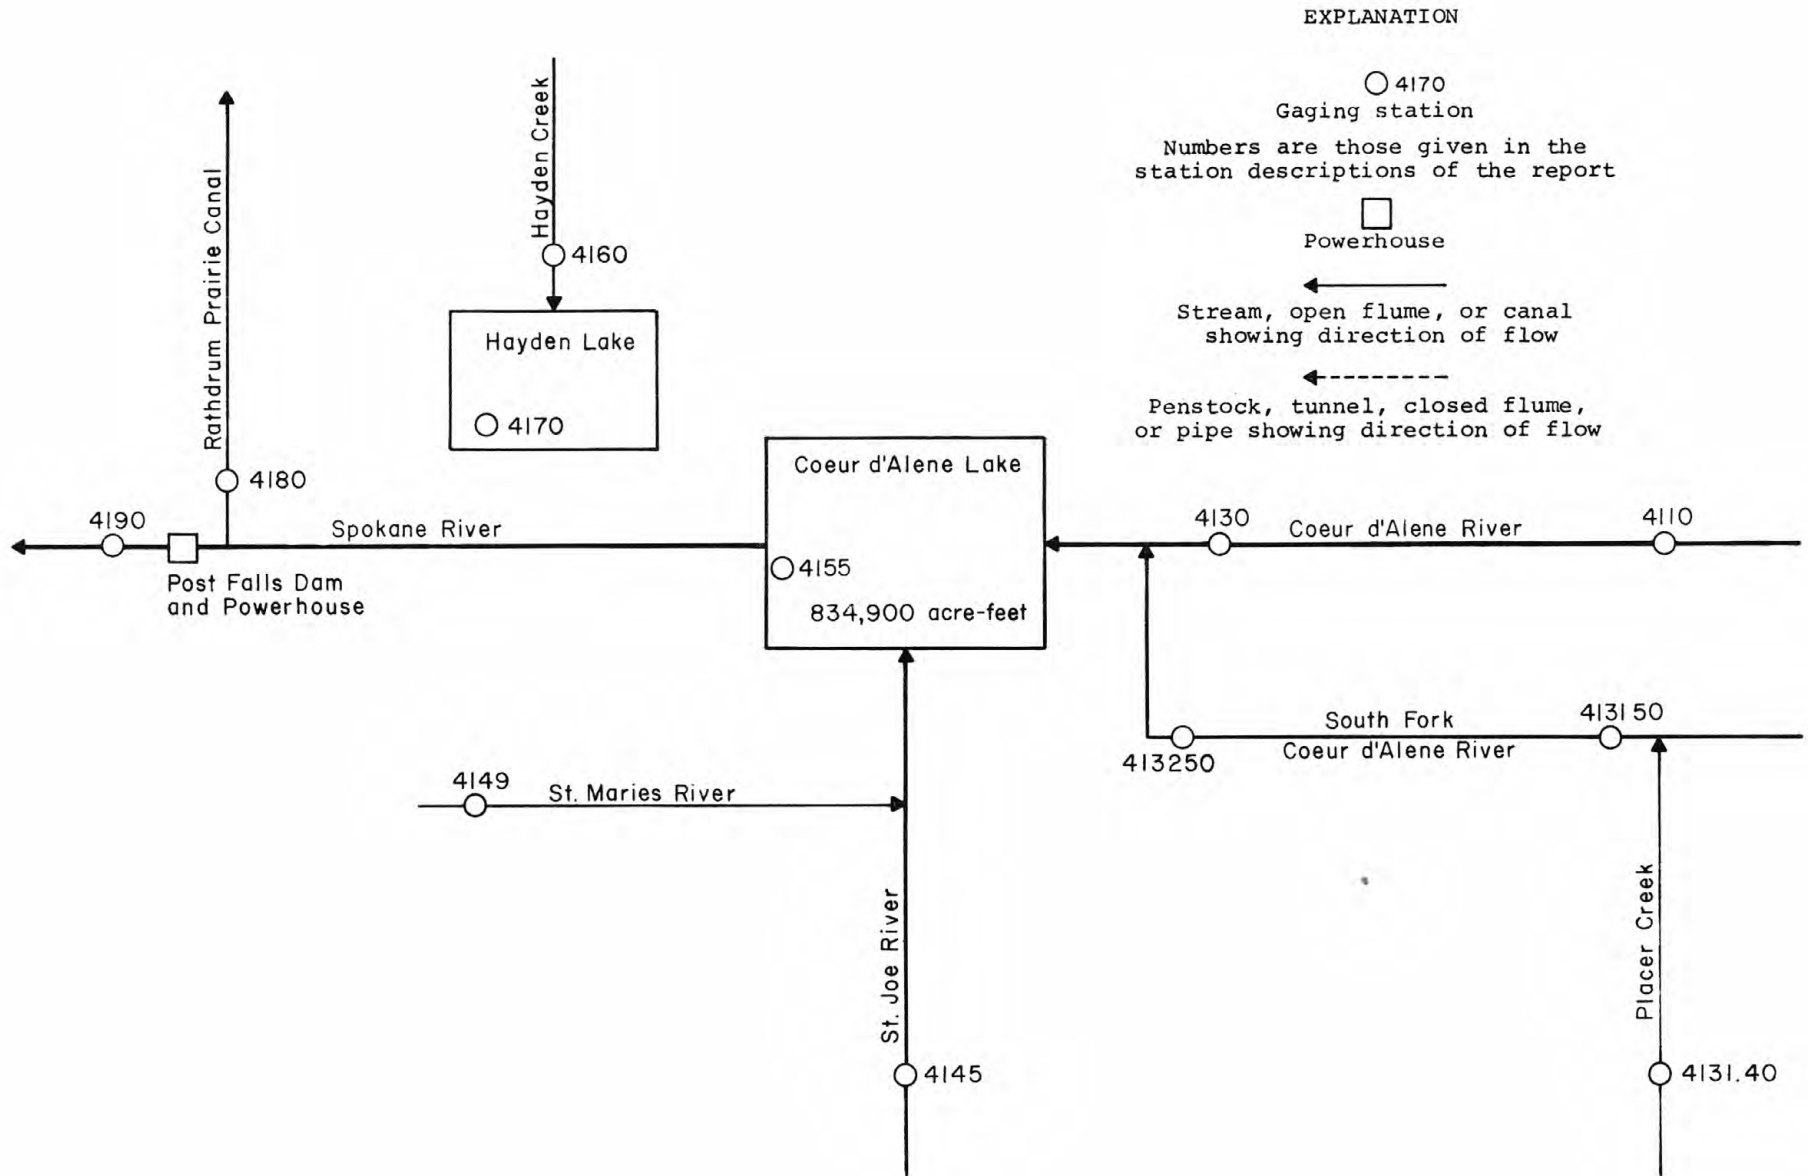 EXPLANATION
4170
Gaging station
Numbers are those given in the
station descriptions of the report
Powerhouse
Stream, open flume, or canal
showing direction of flow
Penstock, tunnel, closed flume,
or pipe showing direction of flow
Rathdrum Prairie Canal
Hayden Creek
4160
Hayden Lake
4170
4180
4190
Spokane River
Post Falls Dam
and Powerhouse
Coeur d'Alene Lake
4155
834,900 acre-feet
4130
Coeur d'Alene River
4110
413250
South Fork
Coeur d'Alene River
413150
4149
St. Maries River
St. Joe River
4145
Placer Creek
4131.40